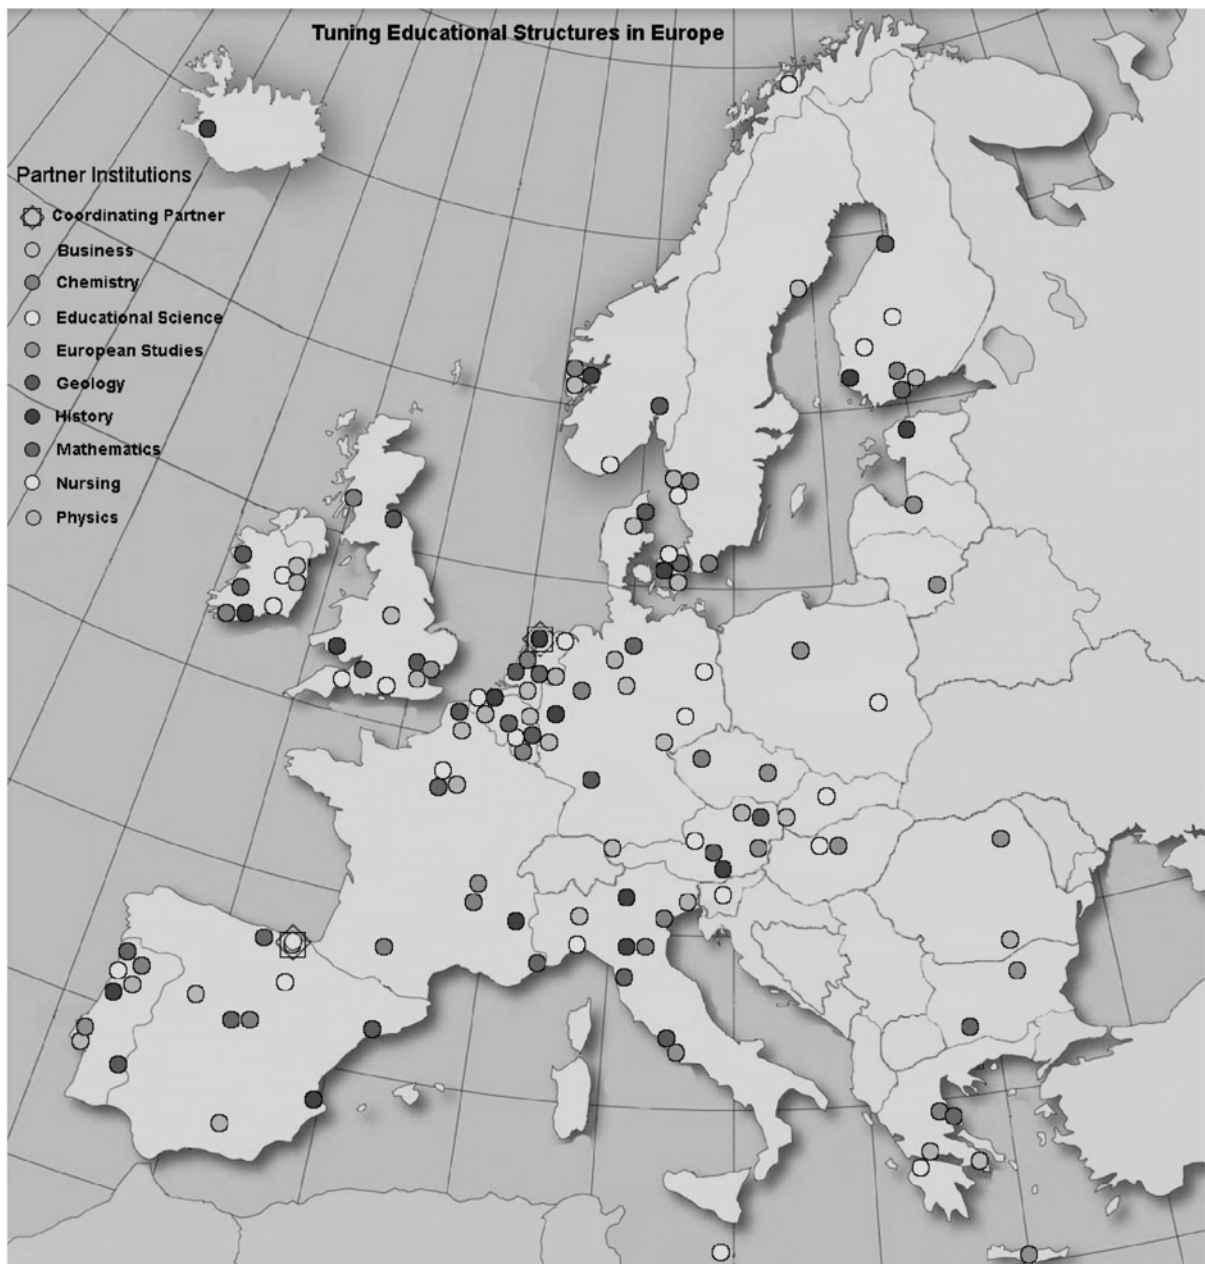 Tuning Educational Structures in Europe
Partner Institutions
Coordinating Partner
Business
Chemistry
Educational Science
European Studies
Geology
History
Mathematics
Nursing
Physics